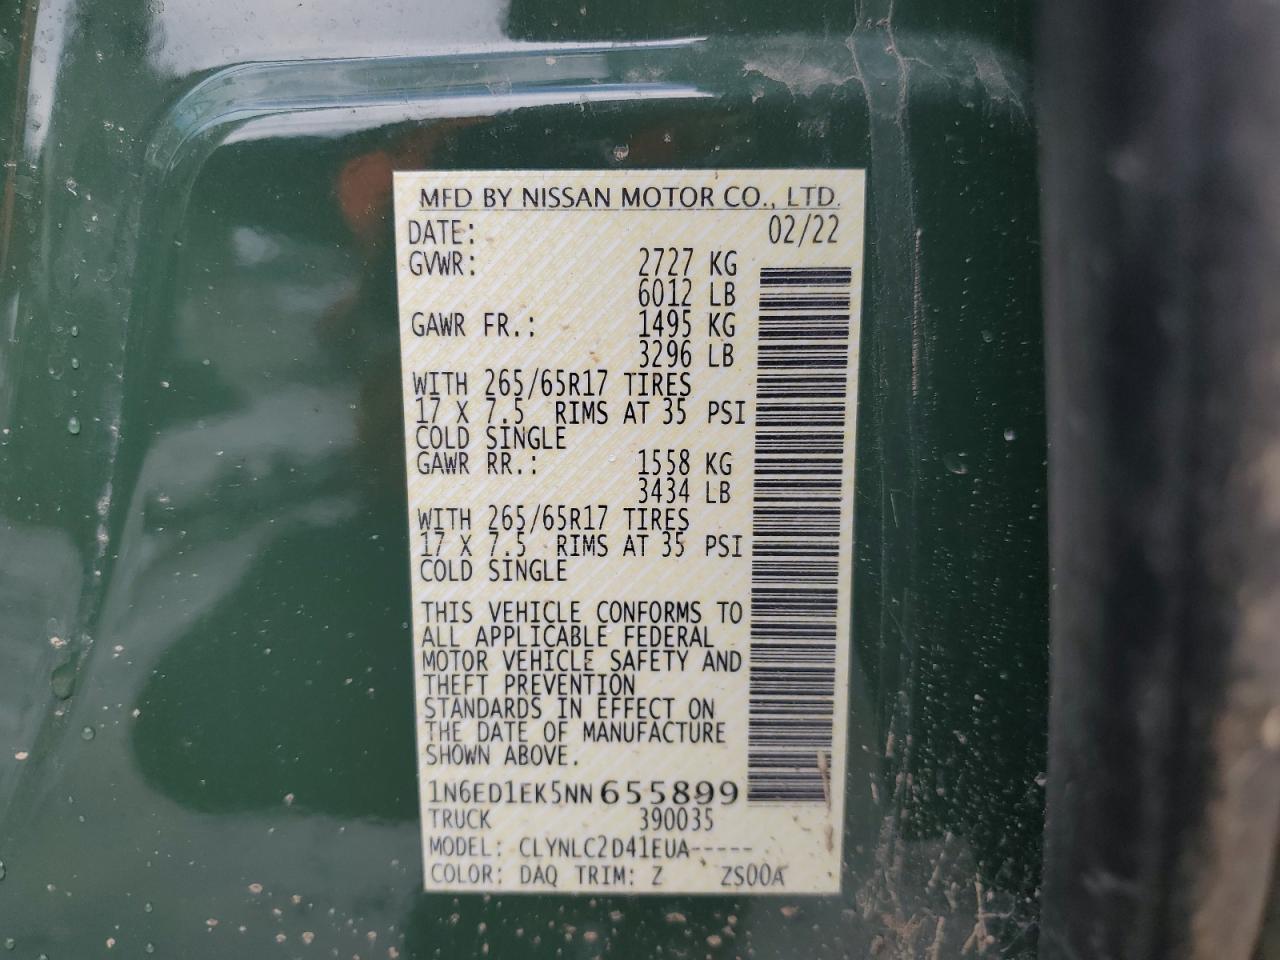 MFD BY NISSAN MOTOR CO., LTD.
DATE: 02/22
GVWR: 2727 KG
6012 LB
GAWR FR.: 1495 KG
3296 LB
WITH 265/65R17 TIRES
17 X 7.5 RIMS AT 35 PSI
COLD SINGLE
GAWR RR.: 1558 KG
3434 LB
WITH 265/65R17 TIRES
17 X 7.5 RIMS AT 35 PSI
COLD SINGLE
THIS VEHICLE CONFORMS TO
ALL APPLICABLE FEDERAL
MOTOR VEHICLE SAFETY AND
THEFT PREVENTION
STANDARDS IN EFFECT ON
THE DATE OF MANUFACTURE
SHOWN ABOVE.
1N6ED1EK5NN655899
TRUCK 390035
MODEL: CLYNLC2D41EUA-----
COLOR: DAQ TRIM: Z ZS00A